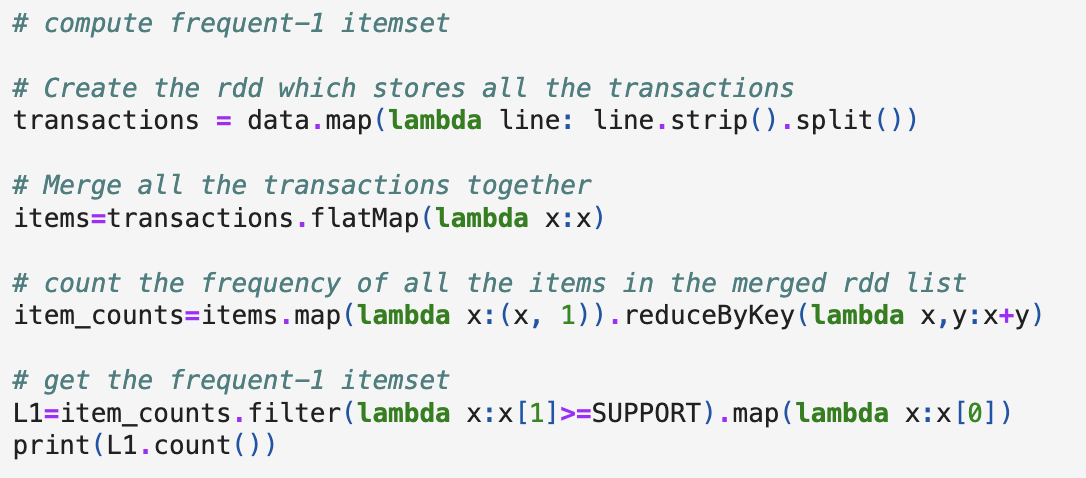 # compute frequent-1 itemset
# Create the rdd which stores all the transactions
transactions = data.map(lambda line: line.strip().split())
# Merge all the transactions together
items=transactions.flatMap(lambda x:x)
# count the frequency of all the items in the merged rdd list
item_counts=items.map(lambda x:(x, 1)).reduceByKey(lambda x,y:x+y)
# get the frequent-1 itemset
L1=item_counts.filter(lambda x:x[1]>=SUPPORT).map(lambda x:x[0])
print(L1.count())